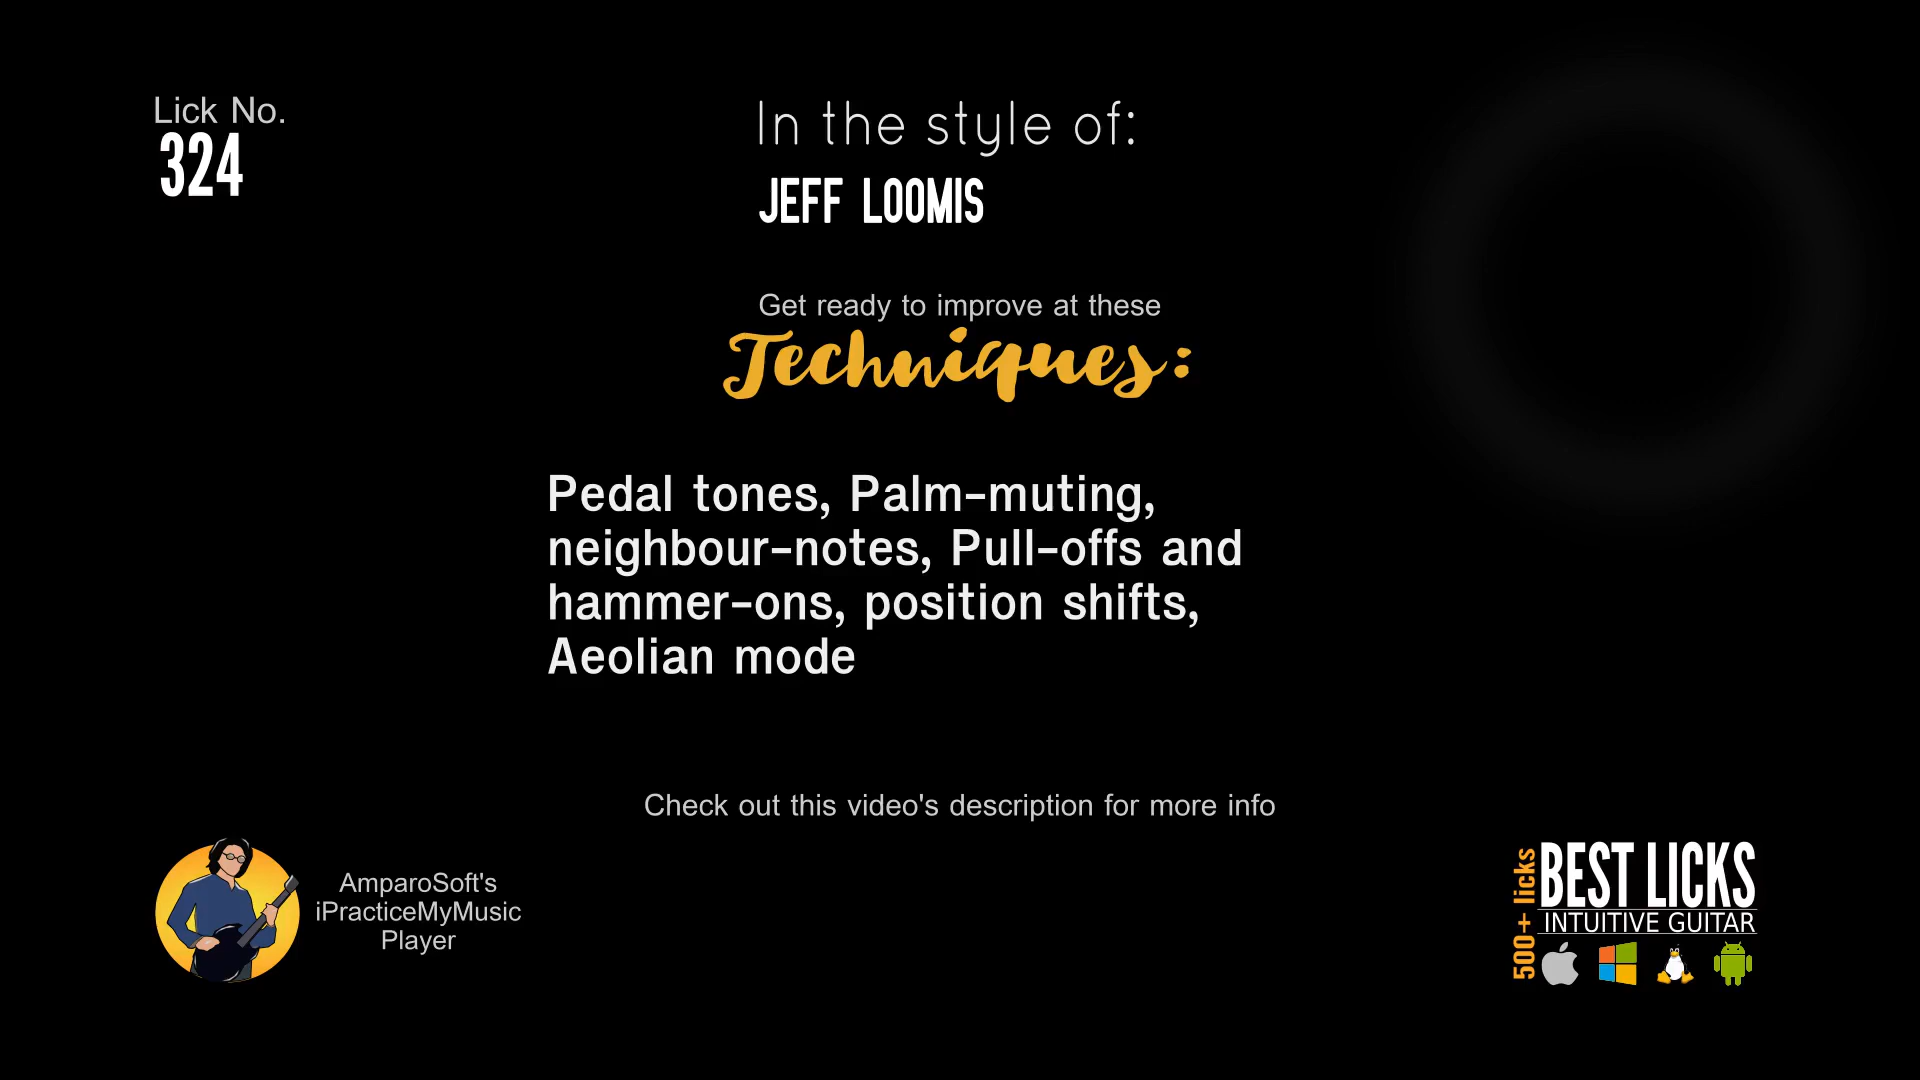 Lick No.
324
In the style of:
JEFF LOOMIS
Get ready to improve at these
Techniques:
Pedal tones, Palm-muting,
neighbour-notes, Pull-offs and
hammer-ons, position shifts,
Aeolian mode
Check out this video's description for more info
AmparoSoft's
iPracticeMyMusic
Player
500+ licks
BEST LICKS
INTUITIVE GUITAR